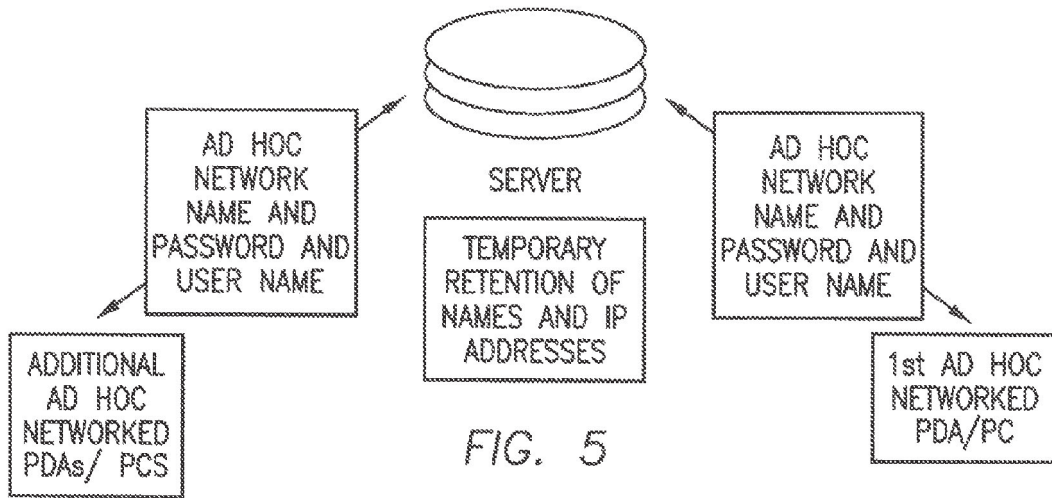 AD HOC
NETWORK
NAME AND
PASSWORD AND
USER NAME
SERVER
TEMPORARY
RETENTION OF
NAMES AND IP
ADDRESSES
AD HOC
NETWORK
NAME AND
PASSWORD AND
USER NAME
ADDITIONAL
AD HOC
NETWORKED
PDAs/ PCS
1st AD HOC
NETWORKED
PDA/PC
FIG. 5